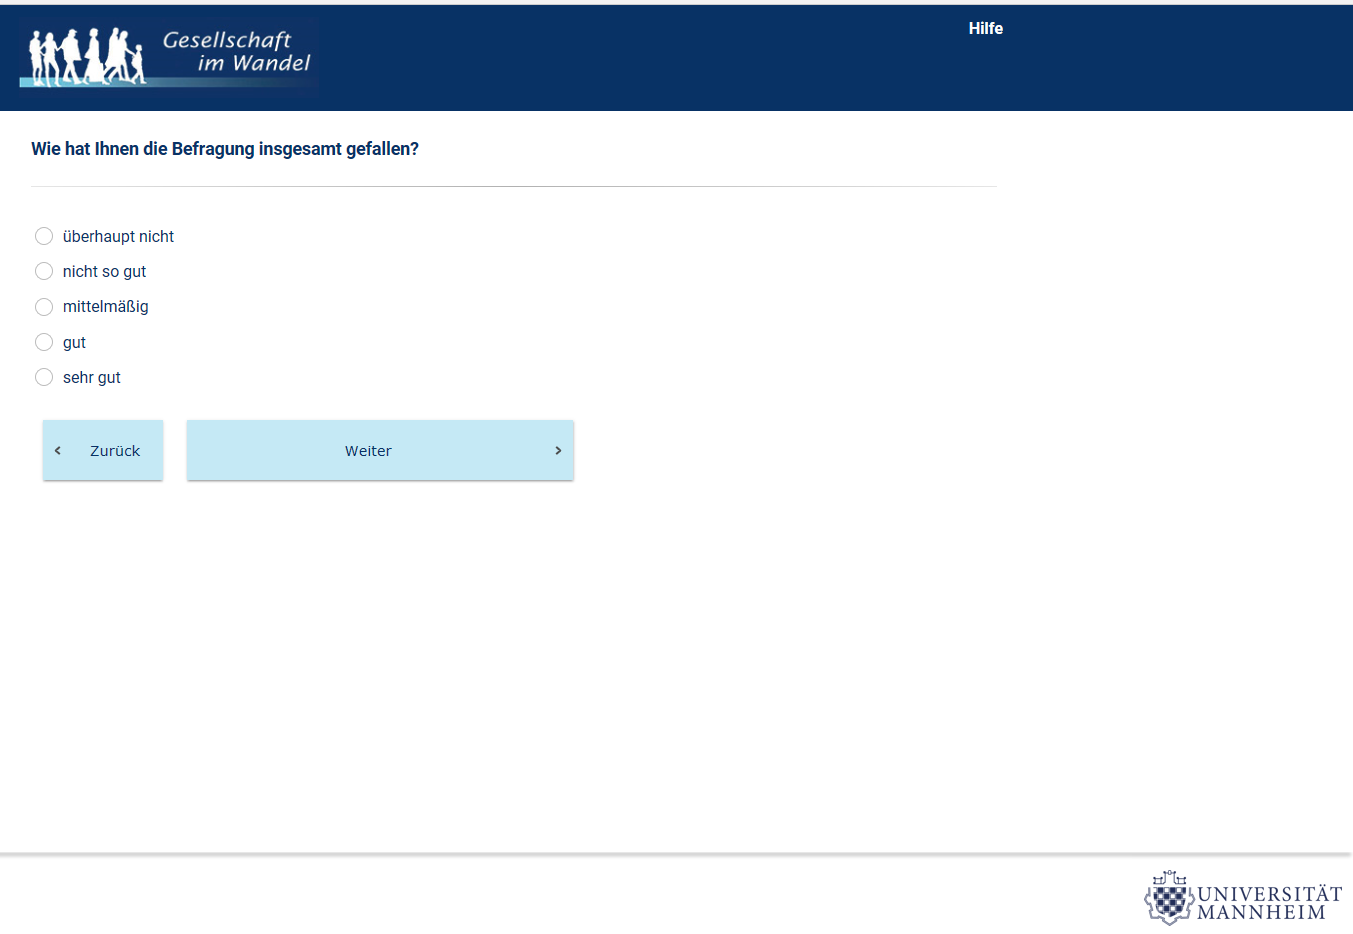 Gesellschaft
im Wandel
Hilfe
Wie hat Ihnen die Befragung insgesamt gefallen?
überhaupt nicht
nicht so gut
mittelmäßig
gut
sehr gut
Zurück
Weiter
UNIVERSITÄT
MANNHEIM